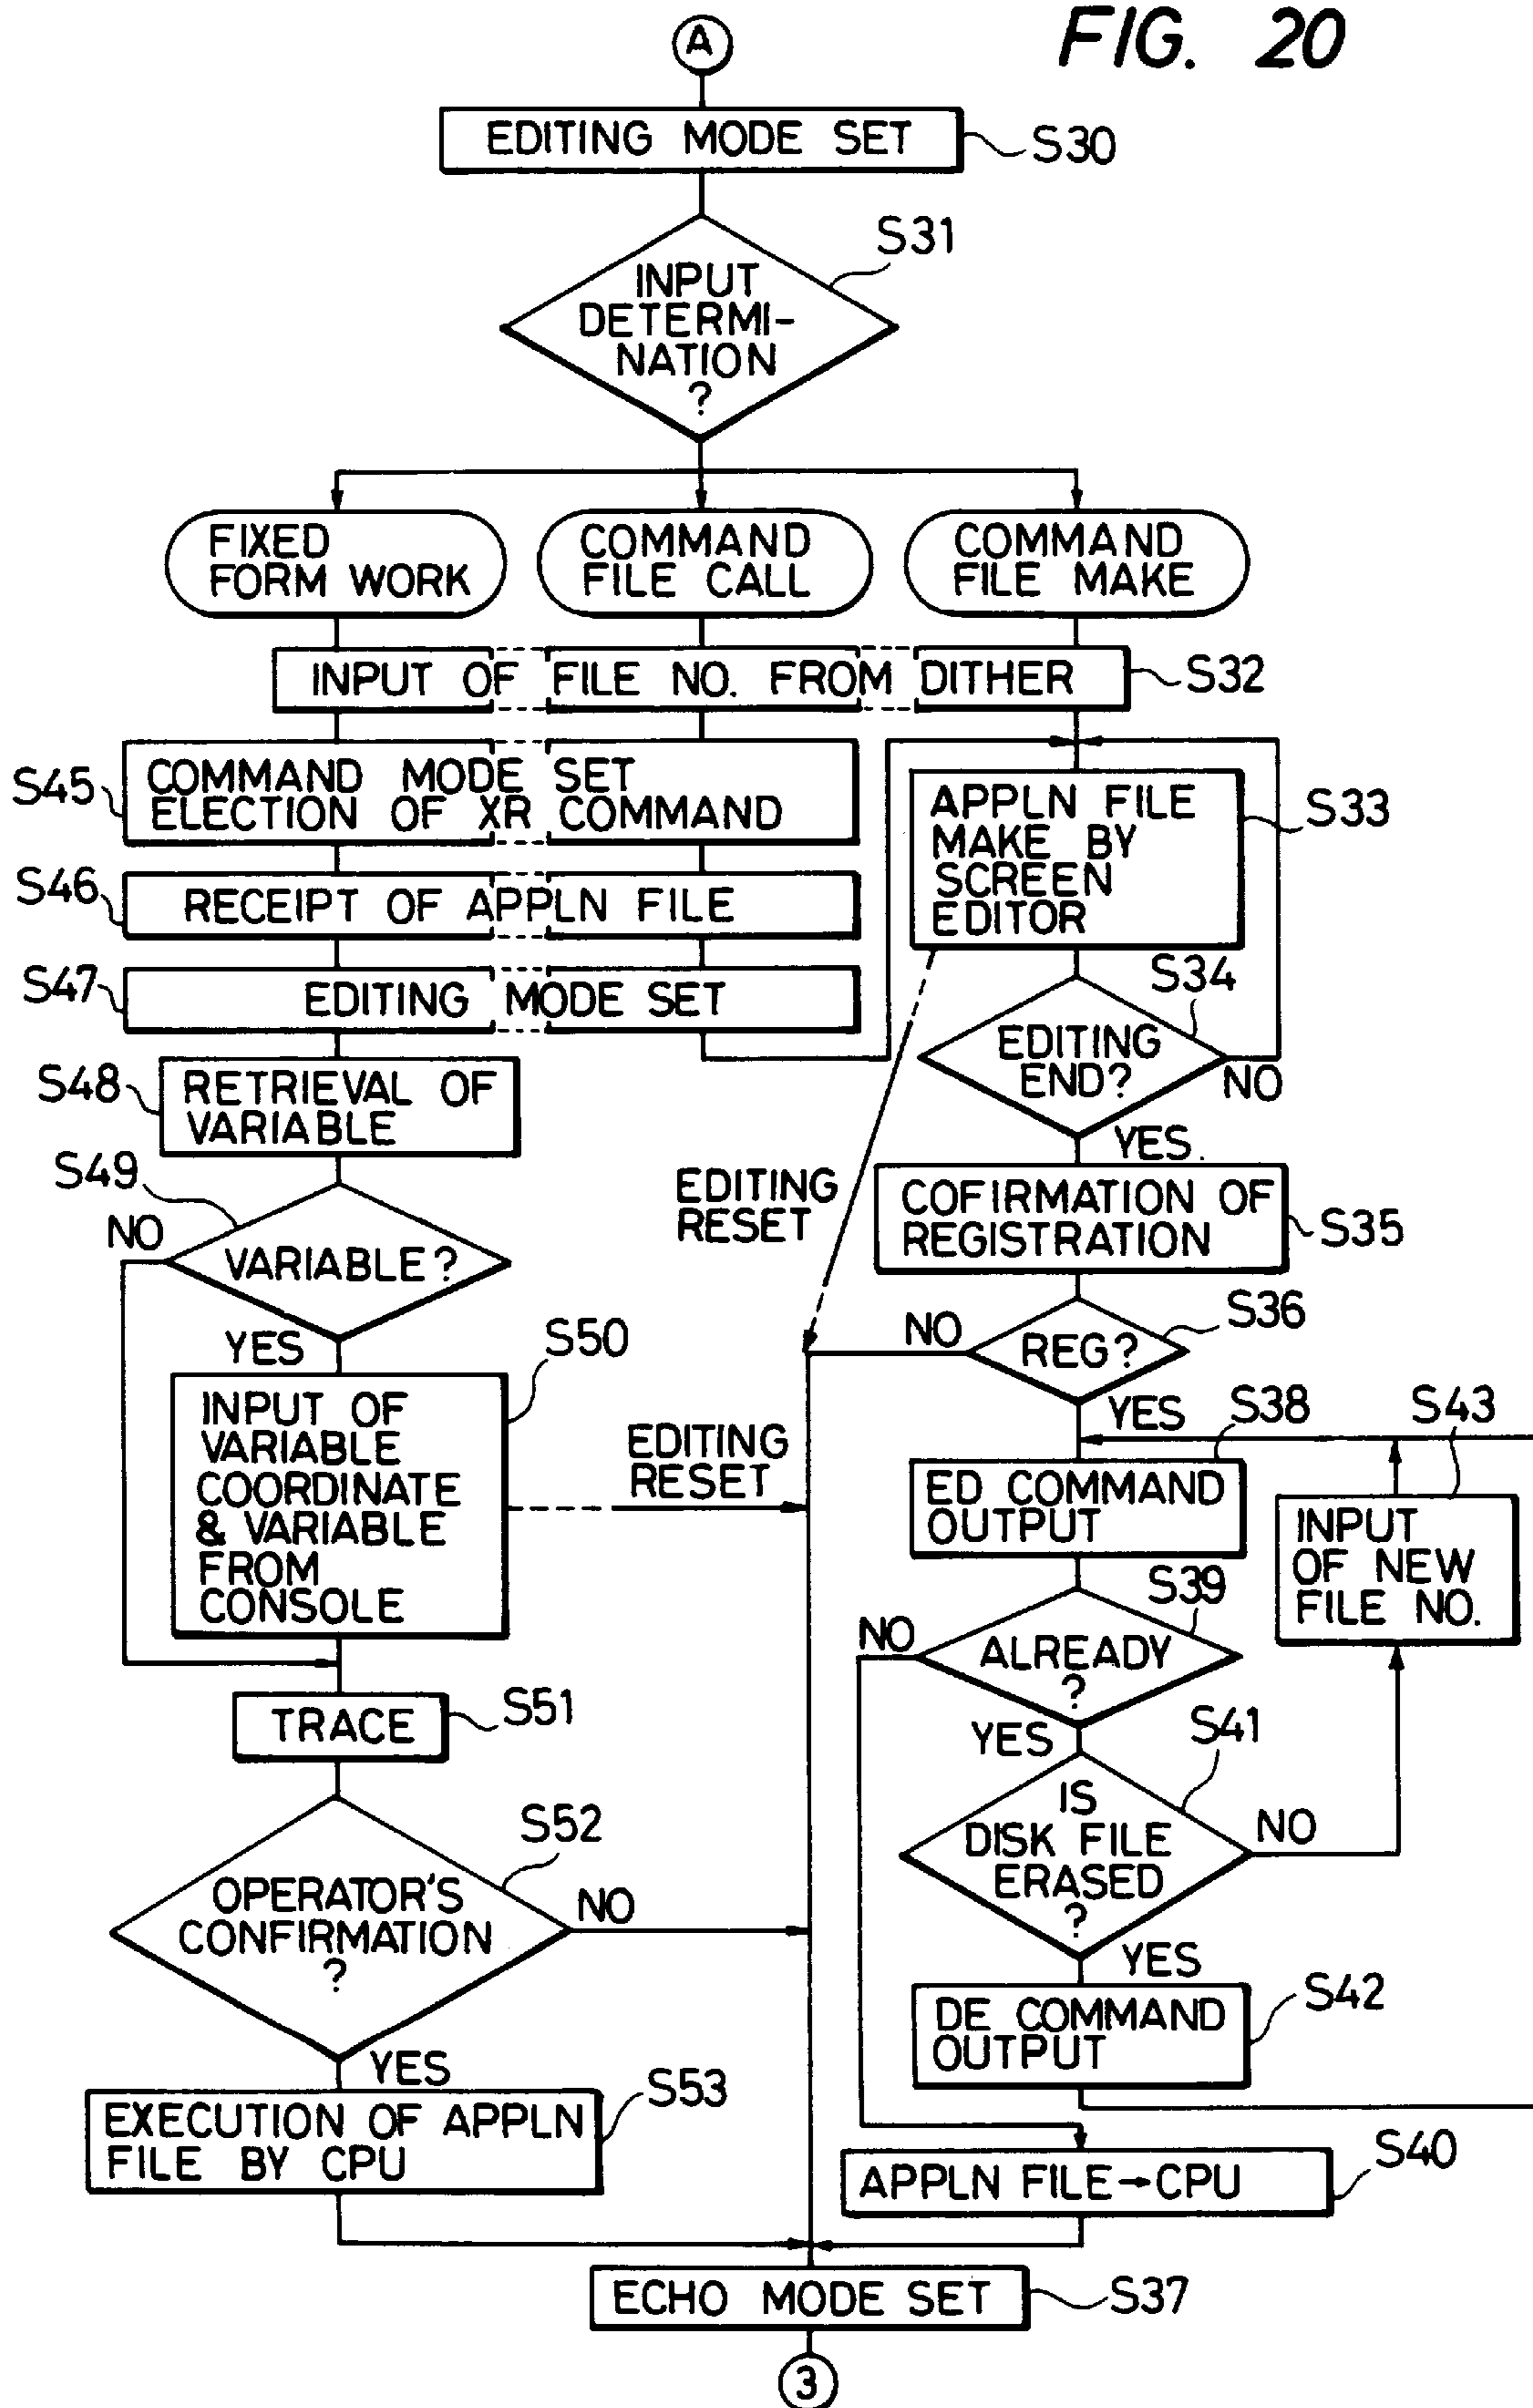 FIG. 20
A
EDITING MODE SET
S30
S31
INPUT
DETERMI-
NATION
?
FIXED
FORM WORK
COMMAND
FILE CALL
COMMAND
FILE MAKE
INPUT OF FILE NO. FROM DITHER
S32
S45
COMMAND MODE SET
ELECTION OF XR COMMAND
S46
RECEIPT OF APPLN FILE
S47
EDITING MODE SET
APPLN FILE
MAKE BY
SCREEN
EDITOR
S33
S34
EDITING
END?
NO
YES.
S48
RETRIEVAL OF
VARIABLE
S49
NO
VARIABLE?
YES
EDITING
RESET
COFIRMATION OF
REGISTRATION
S35
S36
NO
REG?
YES
S50
INPUT OF
VARIABLE
COORDINATE
& VARIABLE
FROM
CONSOLE
EDITING
RESET
S38
S43
ED COMMAND
OUTPUT
INPUT
OF NEW
FILE NO.
S39
NO
ALREADY
?
YES
S41
TRACE
S51
IS
DISK FILE
ERASED
?
NO
YES
S52
OPERATOR'S
CONFIRMATION
?
NO
YES
DE COMMAND
OUTPUT
S42
EXECUTION OF APPLN
FILE BY CPU
S53
APPLN FILE→CPU
S40
ECHO MODE SET
S37
3